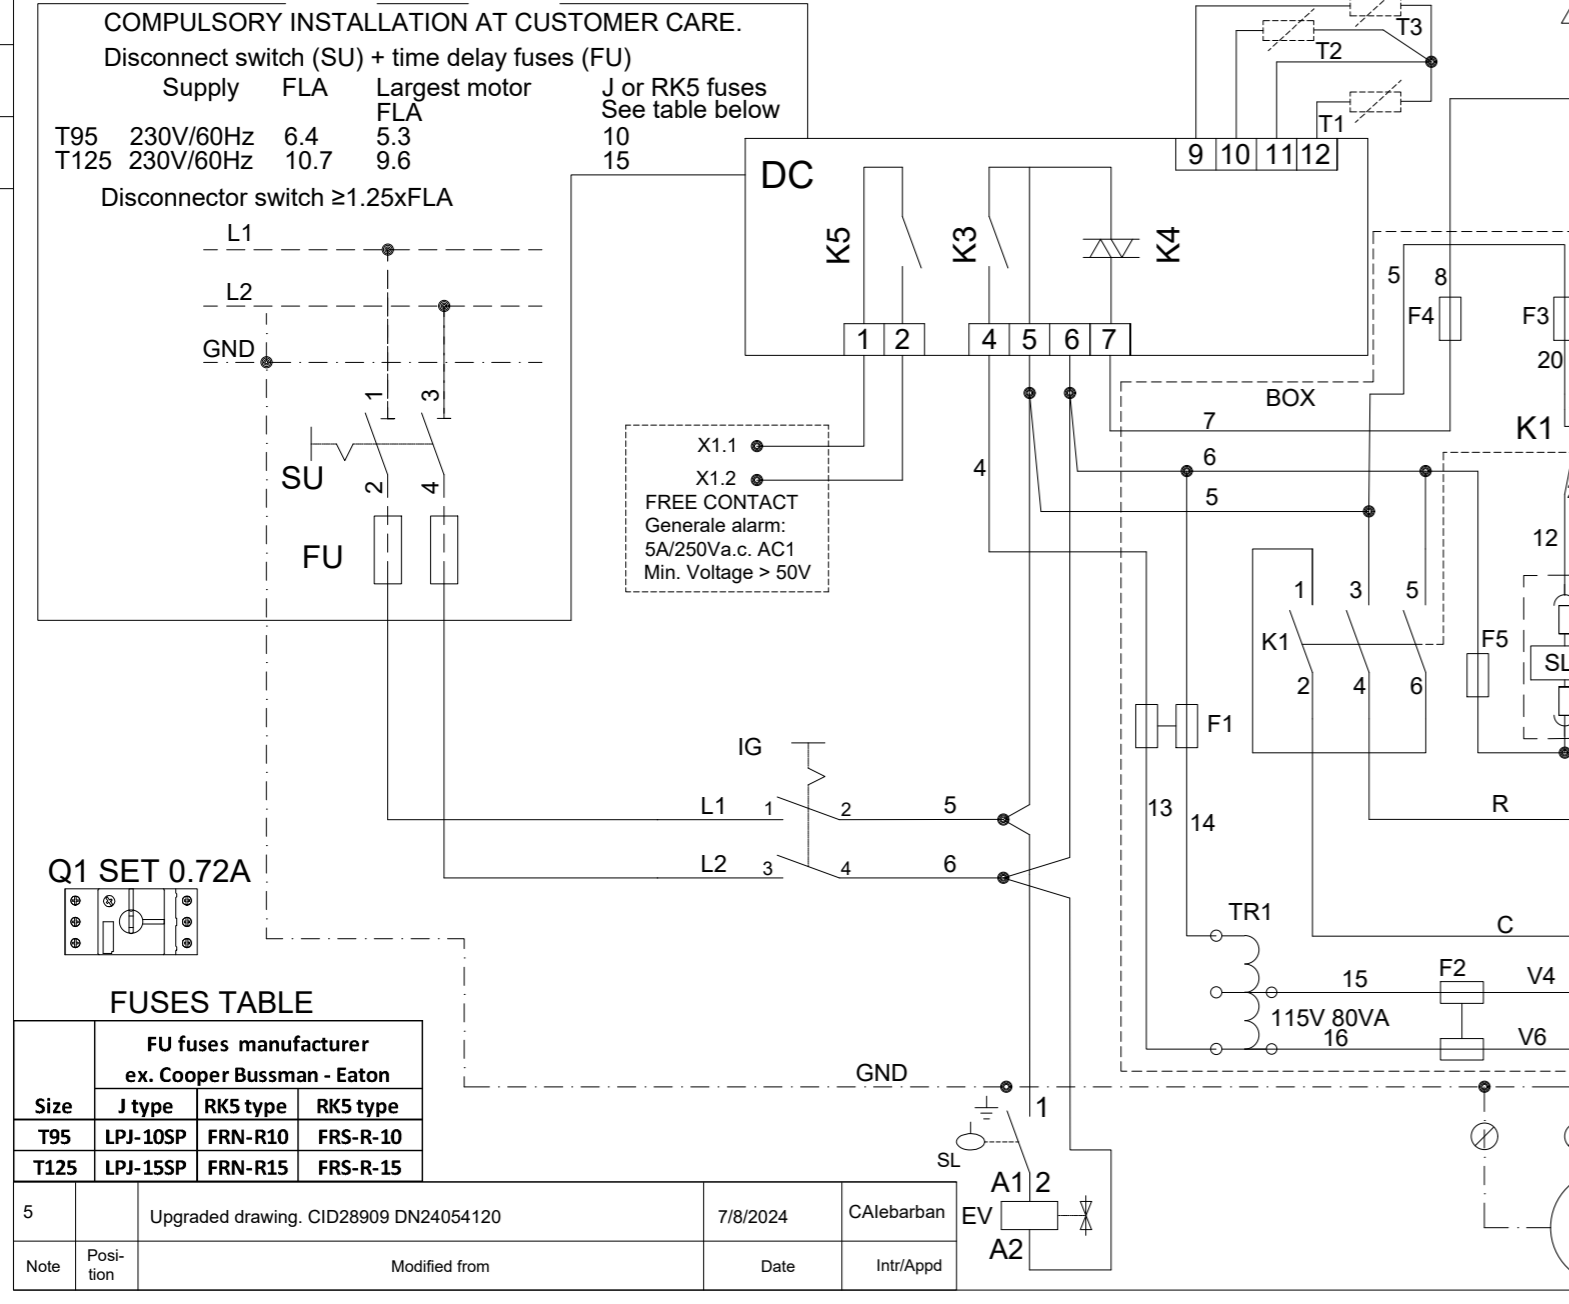 COMPULSORY INSTALLATION AT CUSTOMER CARE.
Disconnect switch (SU) + time delay fuses (FU)
Supply FLA Largest motor FLA J or RK5 fuses See table below
T95 230V/60Hz 6.4 5.3 10
T125 230V/60Hz 10.7 9.6 15
Disconnector switch ≥1.25xFLA
L1
L2
GND
1 3
SU
2 4
FU
T3
T2
T1
9 10 11 12
DC
K5 K3 K4
1 2 4 5 6 7
5 8
F4 F3
20
BOX
K1
7
6
5
4
X1.1
X1.2
FREE CONTACT
Generale alarm:
5A/250Va.c. AC1
Min. Voltage > 50V
12
1 3 5
K1
F5
SL
2 4 6
F1
IG
L1 1 2 5
L2 3 4 6
13
14
R
Q1 SET 0.72A
TR1
C
15 F2 V4
115V 80VA
16 V6
GND
1
SL
A1 2
EV
A2
FUSES TABLE
FU fuses manufacturer
ex. Cooper Bussman - Eaton
Size J type RK5 type RK5 type
T95 LPJ-10SP FRN-R10 FRS-R-10
T125 LPJ-15SP FRN-R15 FRS-R-15
5 Upgraded drawing. CID28909 DN24054120 7/8/2024 CAlebarban
Note Posi-tion Modified from Date Intr/Appd